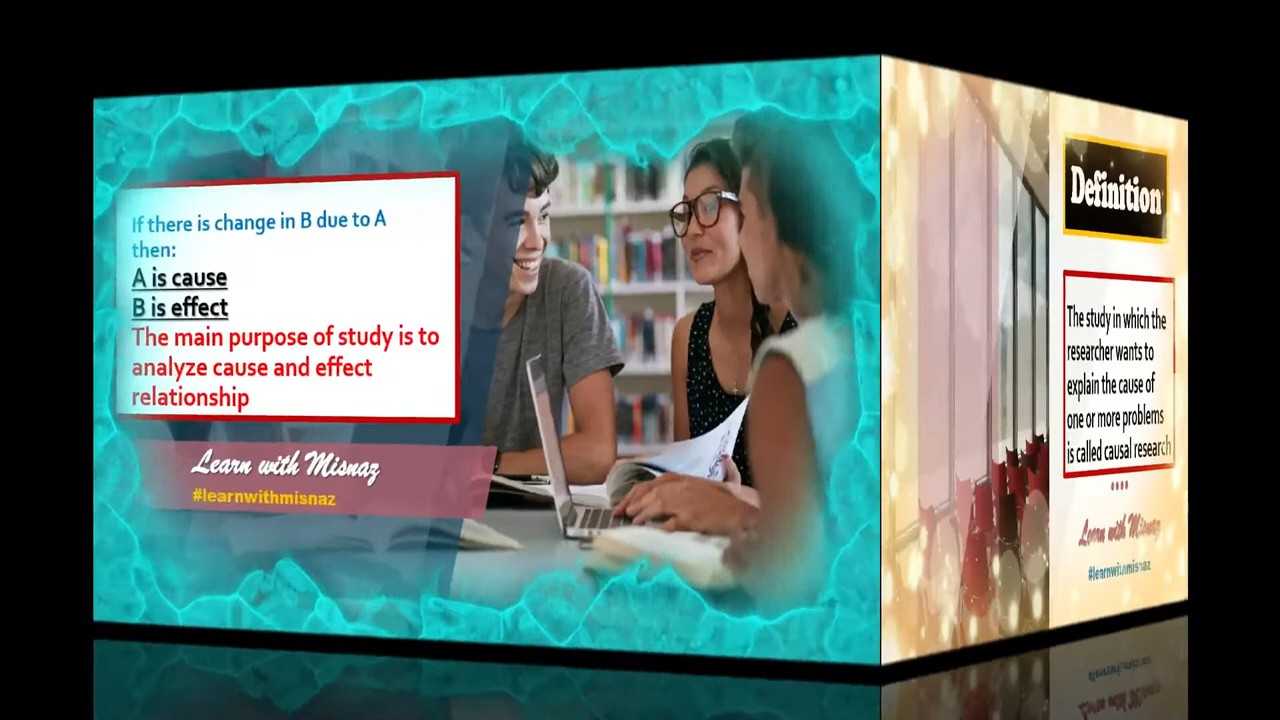 If there is change in B due to A
then:
A is cause
B is effect
The main purpose of study is to
analyze cause and effect
relationship
Learn with Misnaz
#learnwithmisnaz
Definition
The study in which the
researcher wants to
explain the cause of
one or more problems
is called causal research
Learn with Misnaz
#learnwithmisnaz